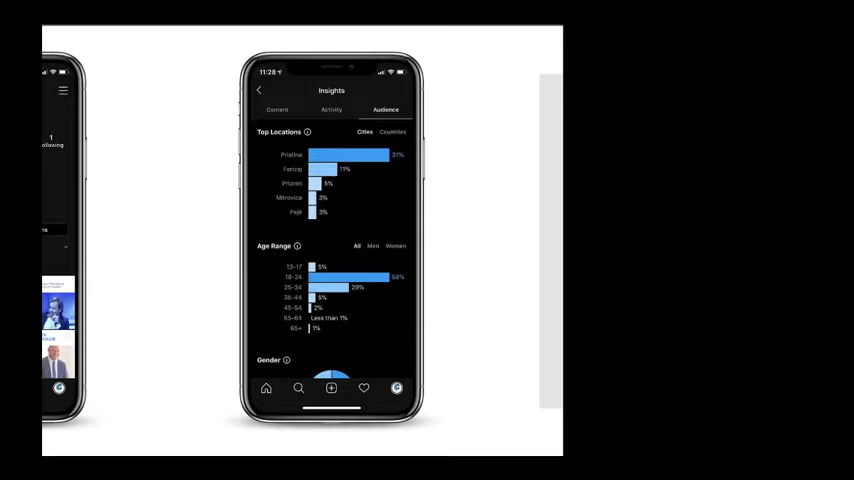 1
ollowing
ns
11:28
Insights
Content Activity Audience
Top Locations Cities Countries
Pristina 31%
Ferizaj 11%
Prizren 5%
Mitrovica 3%
Pejë 3%
Age Range All Men Women
13-17 5%
18-24 58%
25-34 29%
35-44 5%
45-54 2%
55-64 Less than 1%
65+ 1%
Gender